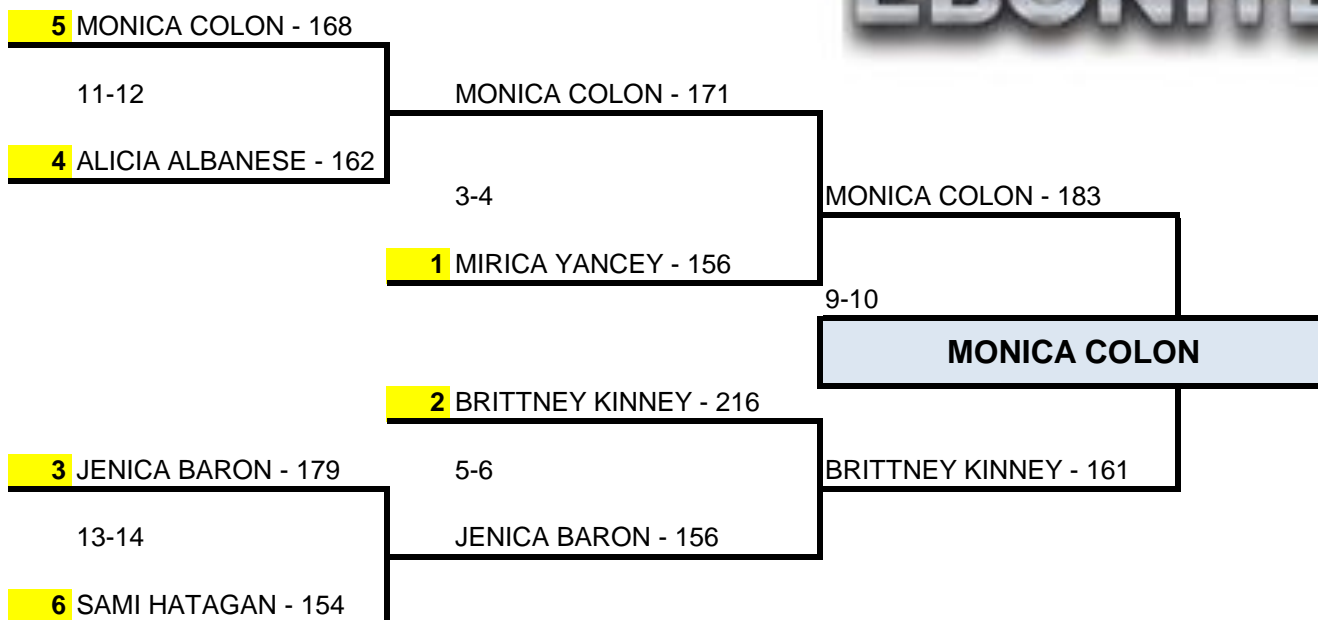 EBONITE
5 MONICA COLON - 168
11-12
MONICA COLON - 171
4 ALICIA ALBANESE - 162
3-4
MONICA COLON - 183
1 MIRICA YANCEY - 156
9-10
MONICA COLON
2 BRITTNEY KINNEY - 216
3 JENICA BARON - 179
5-6
BRITTNEY KINNEY - 161
13-14
JENICA BARON - 156
6 SAMI HATAGAN - 154